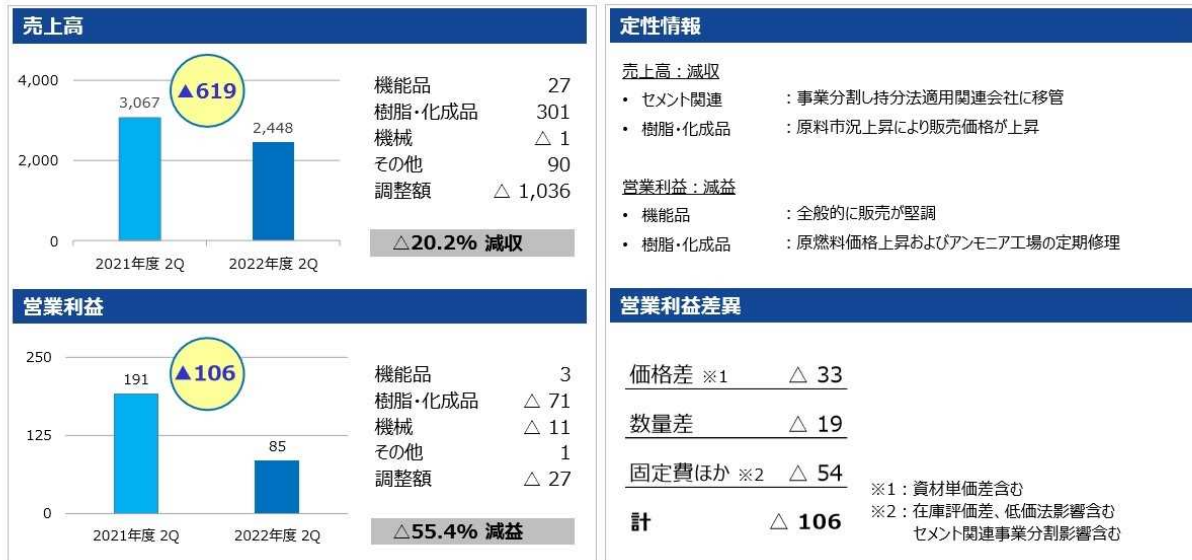 売上高
4,000
2,000
0
3,067
▲619
2,448
2021年度 2Q
2022年度 2Q
機能品 27
樹脂・化成品 301
機械 △ 1
その他 90
調整額 △ 1,036
△20.2% 減収
定性情報
売上高：減収
• セメント関連 ：事業分割し持分法適用関連会社に移管
• 樹脂・化成品 ：原料市況上昇により販売価格が上昇
営業利益：減益
• 機能品 ：全般的に販売が堅調
• 樹脂・化成品 ：原燃料価格上昇およびアンモニア工場の定期修理
営業利益
250
125
0
191
▲106
85
2021年度 2Q
2022年度 2Q
機能品 3
樹脂・化成品 △ 71
機械 △ 11
その他 1
調整額 △ 27
△55.4% 減益
営業利益差異
価格差 ※1 △ 33
数量差 △ 19
固定費ほか ※2 △ 54
計 △ 106
※1：資材単価差含む
※2：在庫評価差、低価法影響含む
セメント関連事業分割影響含む